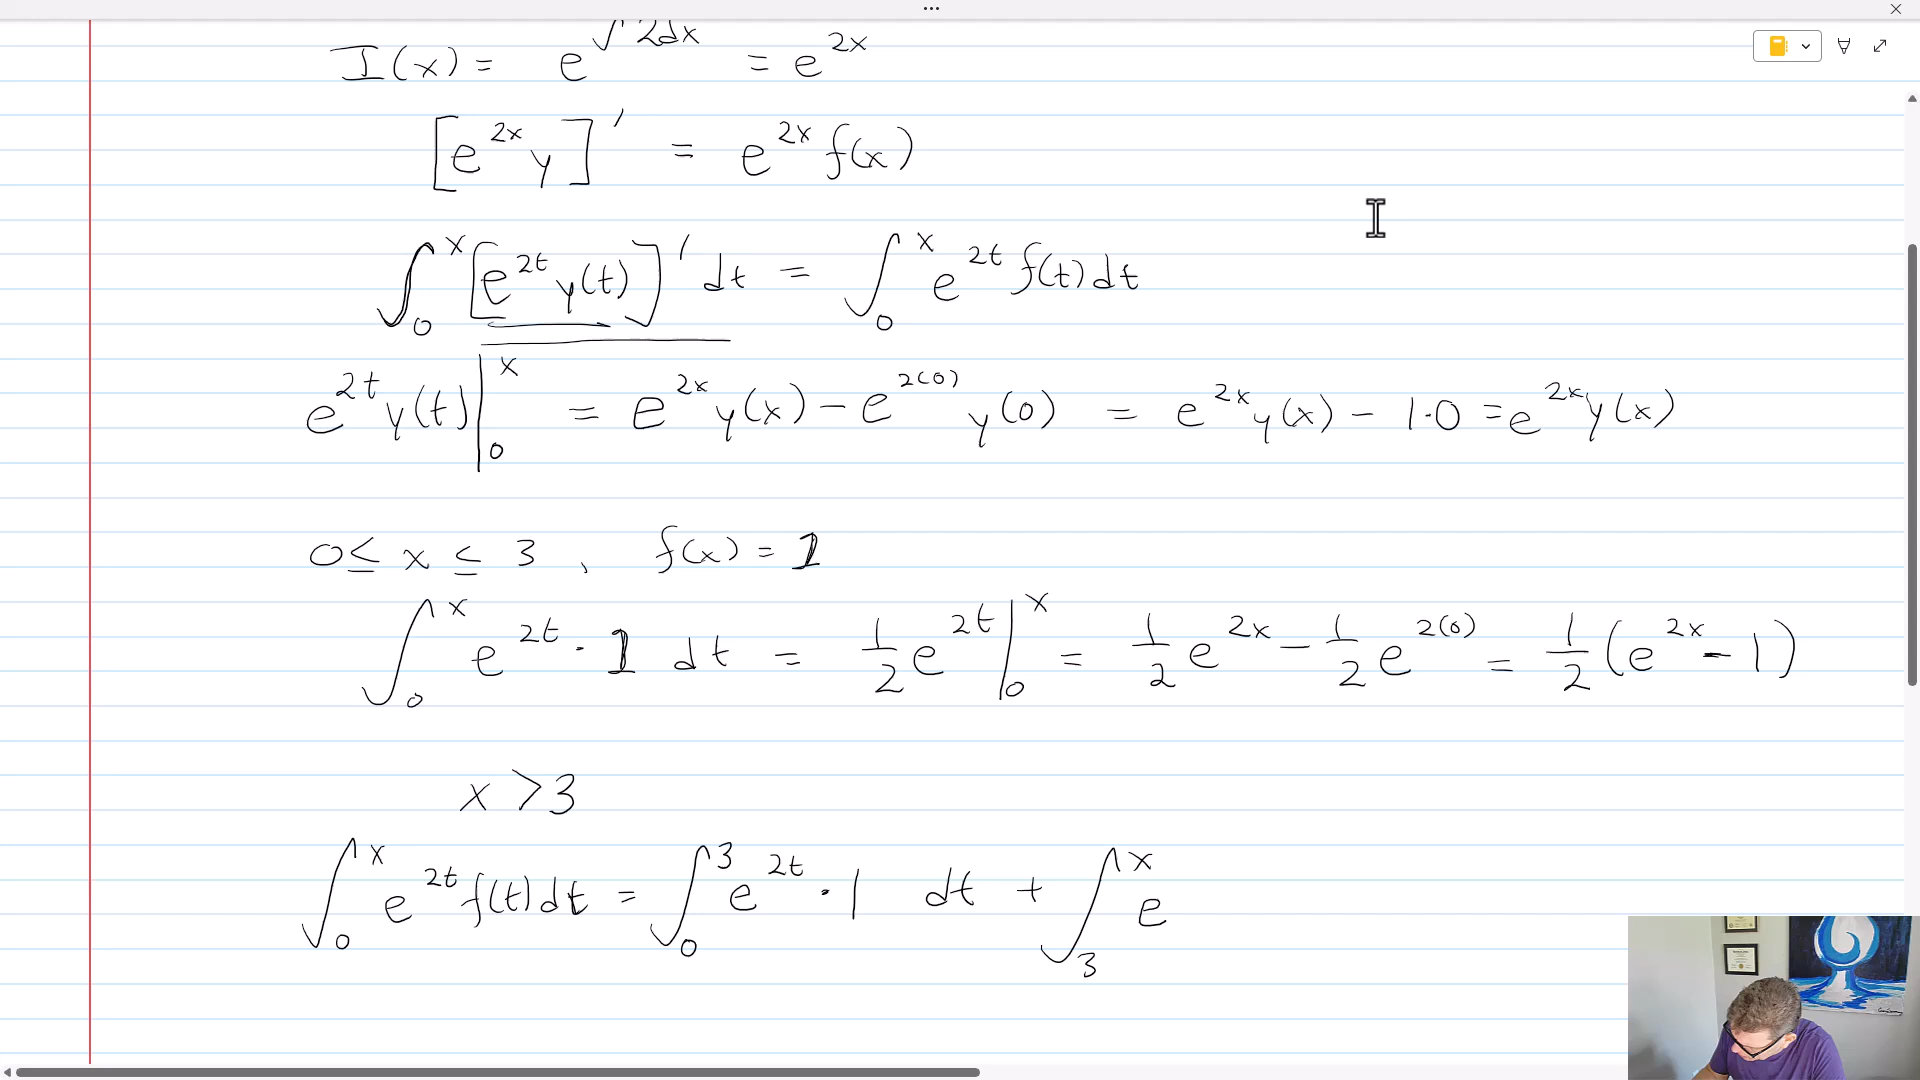 I(x) = e^{∫2dx} = e^{2x}
[e^{2x} y]' = e^{2x} f(x)
∫_0^x [e^{2t} y(t)]' dt = ∫_0^x e^{2t} f(t) dt
e^{2t} y(t) |_0^x = e^{2x} y(x) - e^{2(0)} y(0) = e^{2x} y(x) - 1·0 = e^{2x} y(x)
0 ≤ x ≤ 3 , f(x) = 1
∫_0^x e^{2t} · 1 dt = 1/2 e^{2t} |_0^x = 1/2 e^{2x} - 1/2 e^{2(0)} = 1/2 (e^{2x} - 1)
x > 3
∫_0^x e^{2t} f(t) dt = ∫_0^3 e^{2t} · 1 dt + ∫_3^x e